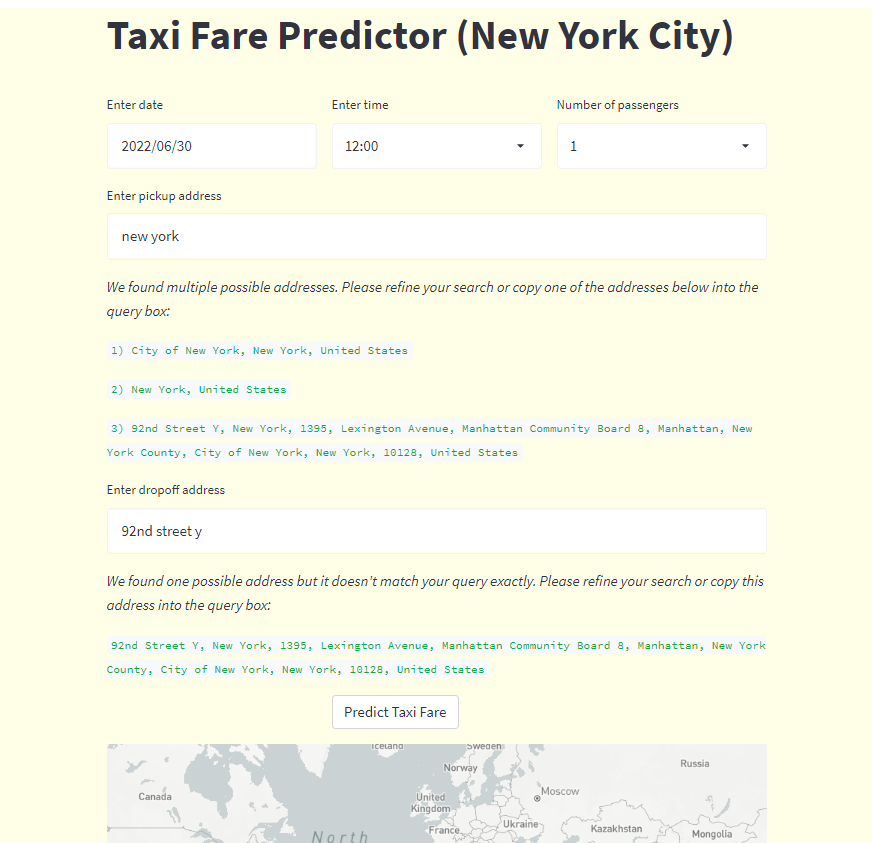 Taxi Fare Predictor (New York City)
Enter date
Enter time
Number of passengers
2022/06/30
12:00
1
Enter pickup address
new york
We found multiple possible addresses. Please refine your search or copy one of the addresses below into the
query box:
1) City of New York, New York, United States
2) New York, United States
3) 92nd Street Y, New York, 1395, Lexington Avenue, Manhattan Community Board 8, Manhattan, New
York County, City of New York, New York, 10128, United States
Enter dropoff address
92nd street y
We found one possible address but it doesn't match your query exactly. Please refine your search or copy this
address into the query box:
92nd Street Y, New York, 1395, Lexington Avenue, Manhattan Community Board 8, Manhattan, New York
County, City of New York, New York, 10128, United States
Predict Taxi Fare
Iceland
Sweden
Norway
Russia
Canada
United
Kingdom
Moscow
Ukraine
France
Kazakhstan
Mongolia
North